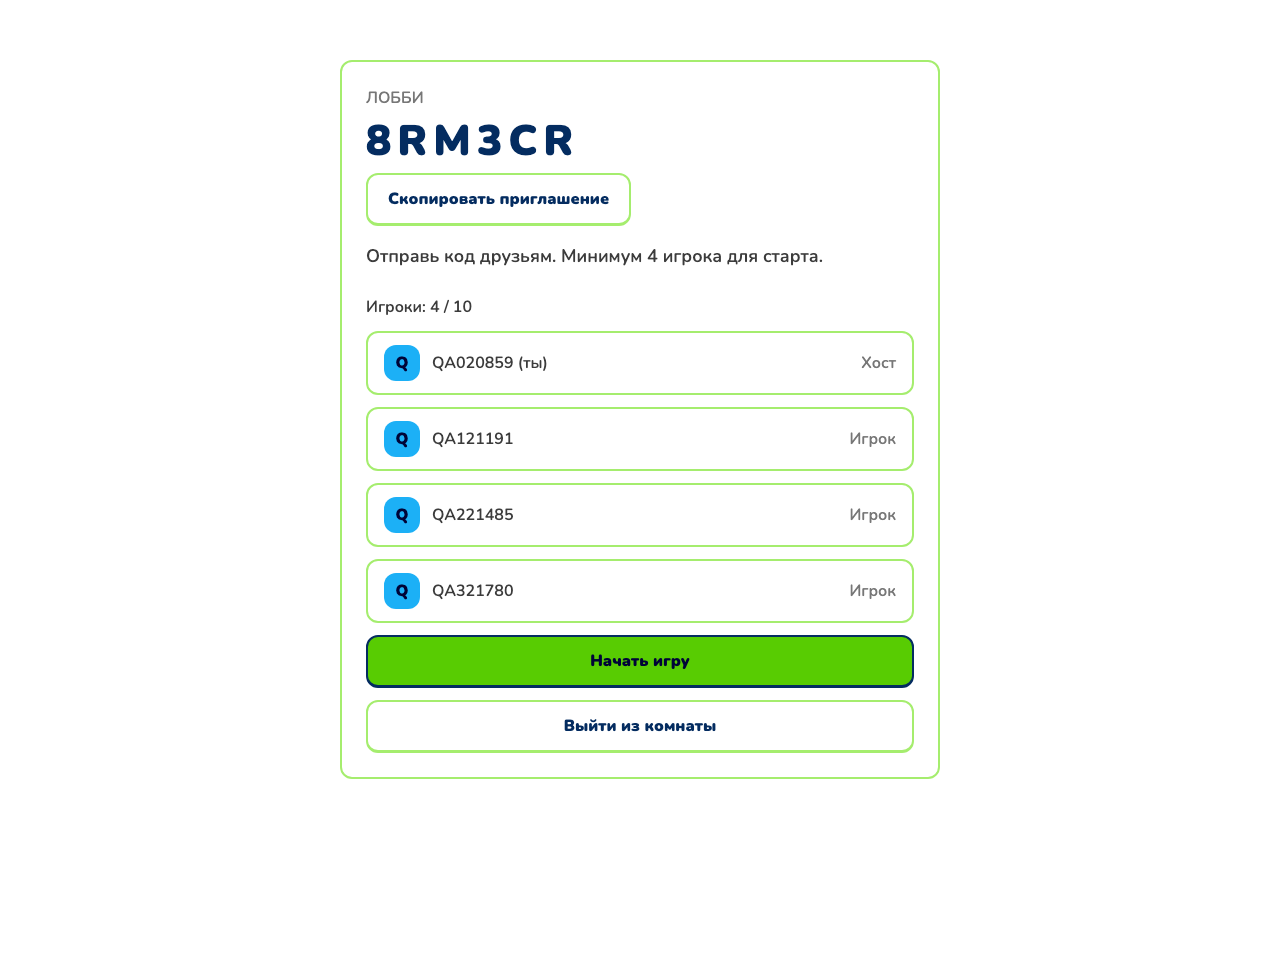 ЛОББИ
8RM3CR
Скопировать приглашение
Отправь код друзьям. Минимум 4 игрока для старта.
Игроки: 4 / 10
Q QA020859 (ты) Хост
Q QA121191 Игрок
Q QA221485 Игрок
Q QA321780 Игрок
Начать игру
Выйти из комнаты